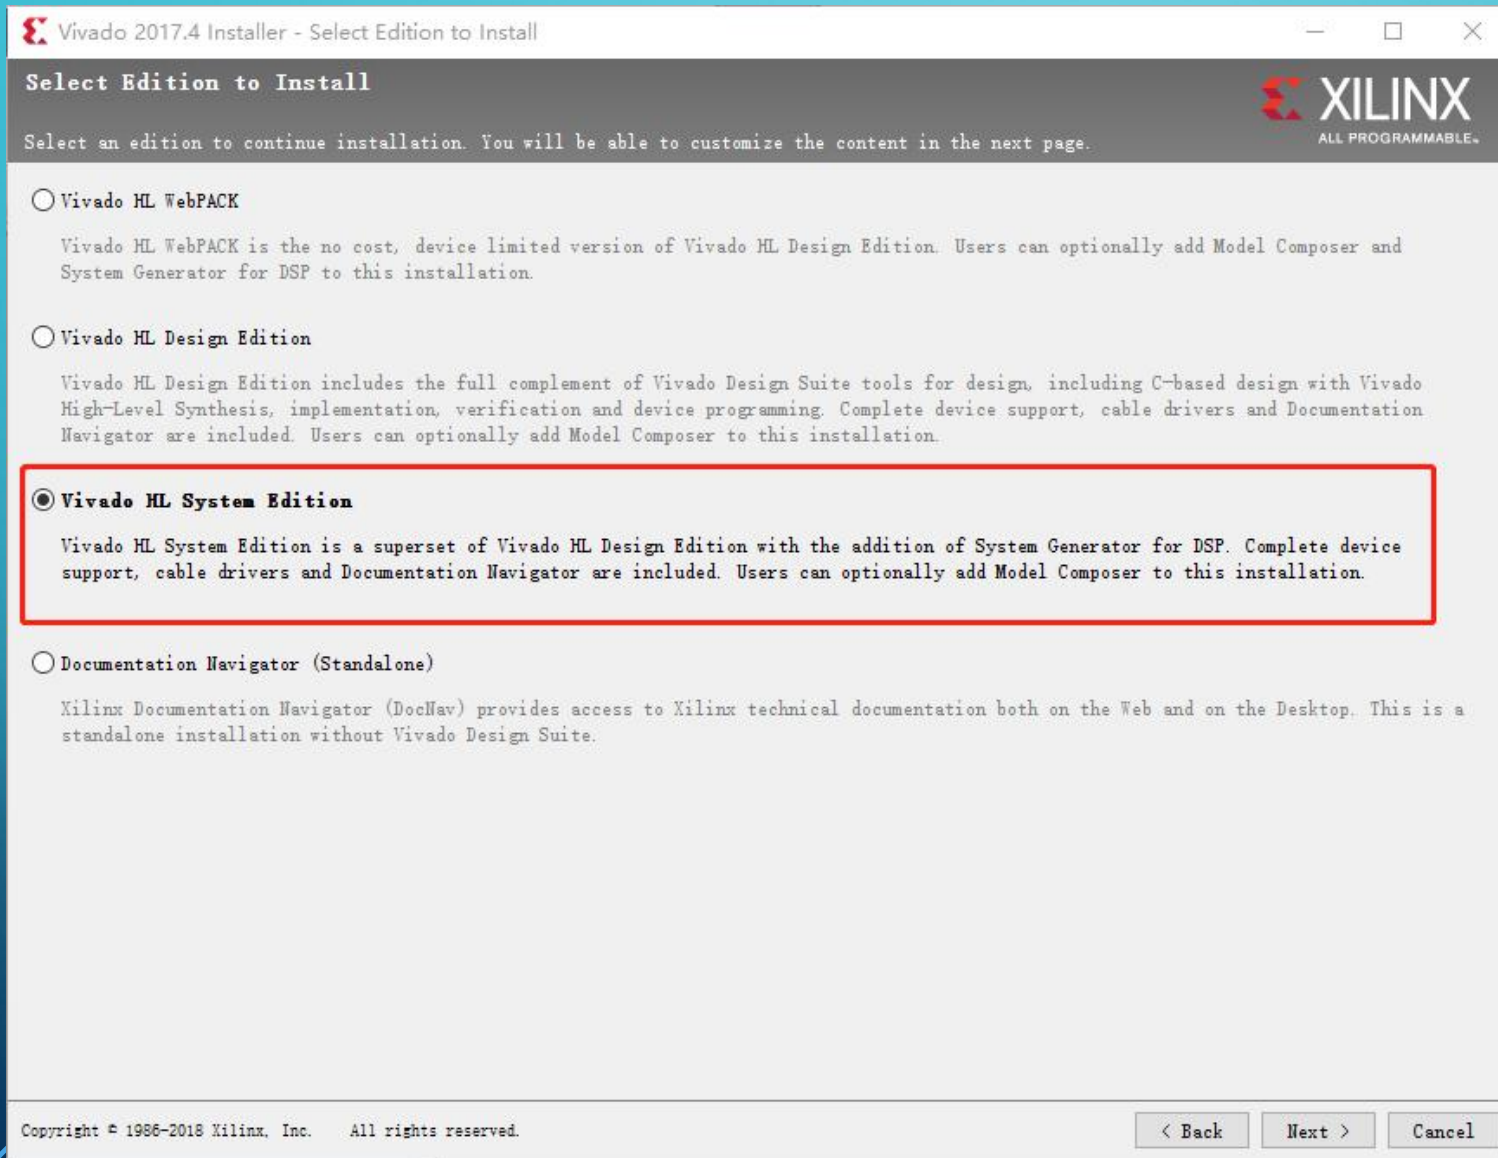 Vivado 2017.4 Installer - Select Edition to Install
Select Edition to Install
XILINX
ALL PROGRAMMABLE™
Select an edition to continue installation. You will be able to customize the content in the next page.
Vivado HL WebPACK
Vivado HL WebPACK is the no cost, device limited version of Vivado HL Design Edition. Users can optionally add Model Composer and
System Generator for DSP to this installation.
Vivado HL Design Edition
Vivado HL Design Edition includes the full complement of Vivado Design Suite tools for design, including C-based design with Vivado
High-Level Synthesis, implementation, verification and device programming. Complete device support, cable drivers and Documentation
Navigator are included. Users can optionally add Model Composer to this installation.
Vivado HL System Edition
Vivado HL System Edition is a superset of Vivado HL Design Edition with the addition of System Generator for DSP. Complete device
support, cable drivers and Documentation Navigator are included. Users can optionally add Model Composer to this installation.
Documentation Navigator (Standalone)
Xilinx Documentation Navigator (DocNav) provides access to Xilinx technical documentation both on the Web and on the Desktop. This is a
standalone installation without Vivado Design Suite.
Copyright © 1986-2018 Xilinx, Inc. All rights reserved.
< Back
Next >
Cancel